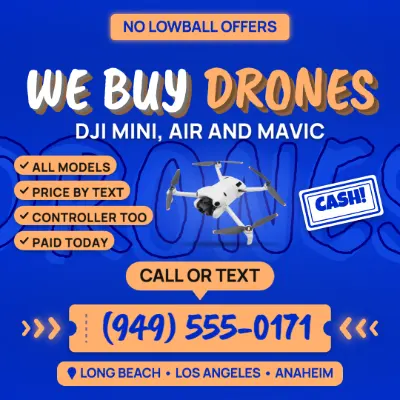 NO LOWBALL OFFERS
WE BUY DRONES
DJI MINI, AIR AND MAVIC
DRONES
✓ ALL MODELS
✓ PRICE BY TEXT
✓ CONTROLLER TOO
✓ PAID TODAY
CASH!
CALL OR TEXT
(949) 555-0171
LONG BEACH • LOS ANGELES • ANAHEIM